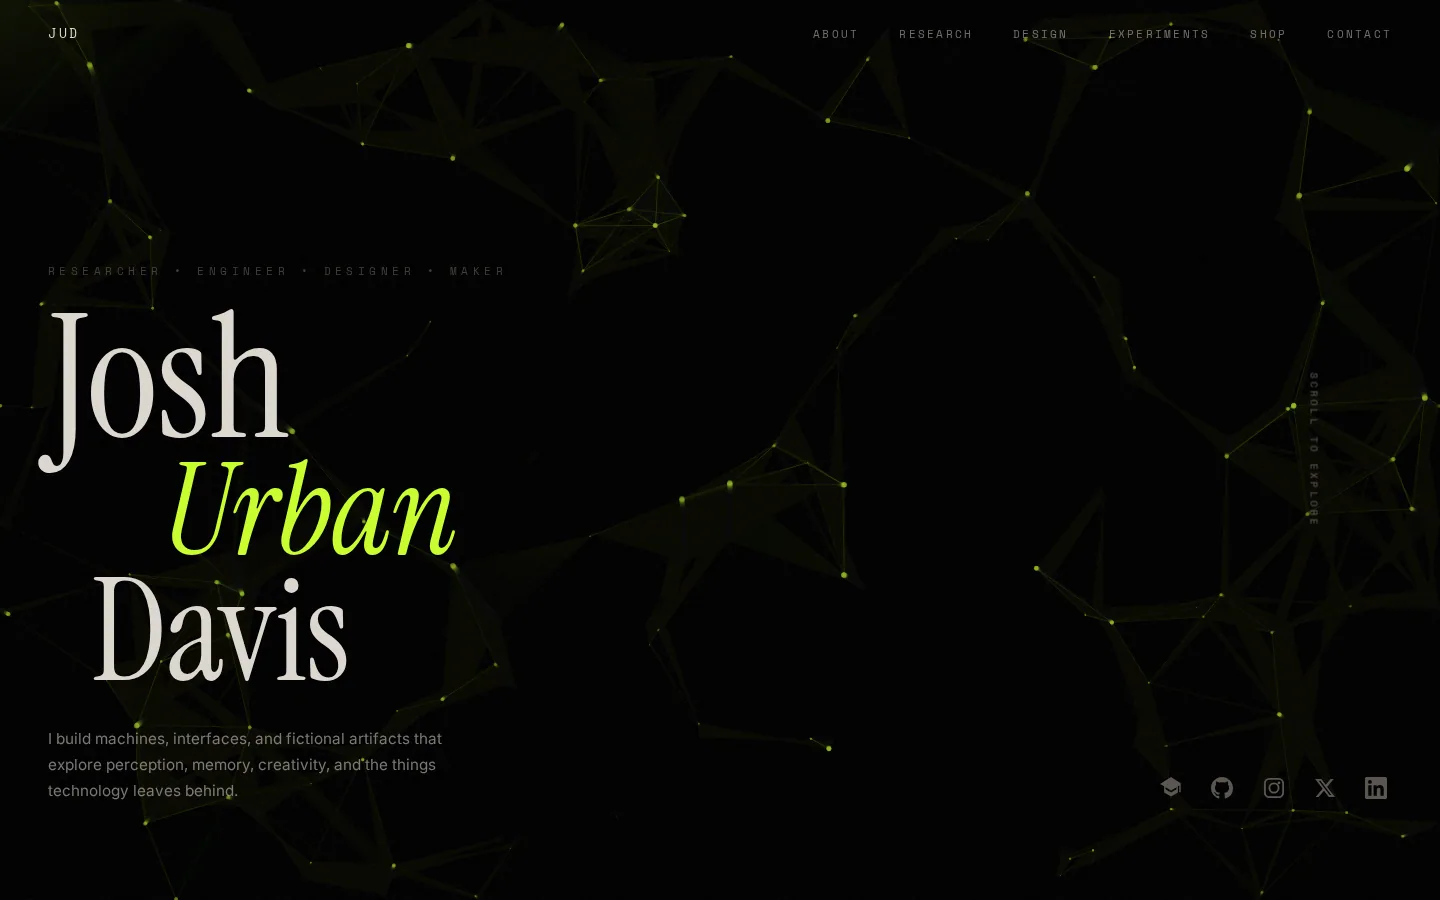 JUD
ABOUT RESEARCH DESIGN EXPERIMENTS SHOP CONTACT
RESEARCHER • ENGINEER • DESIGNER • MAKER
Josh
Urban
Davis
SCROLL TO EXPLORE
I build machines, interfaces, and fictional artifacts that
explore perception, memory, creativity, and the things
technology leaves behind.